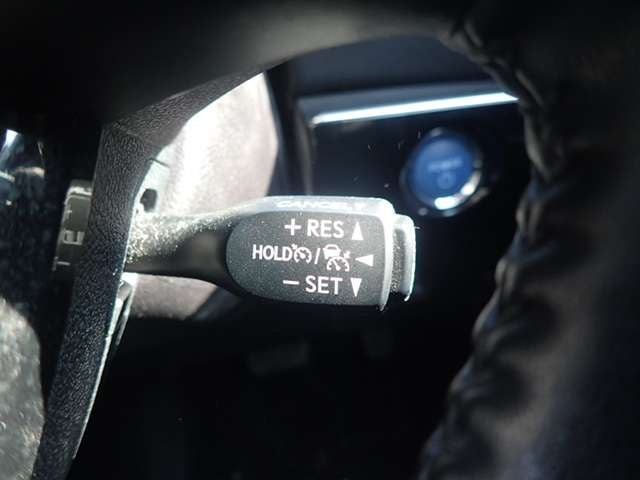 CANCEL
+ RES ▲
HOLD / ◀
− SET ▼